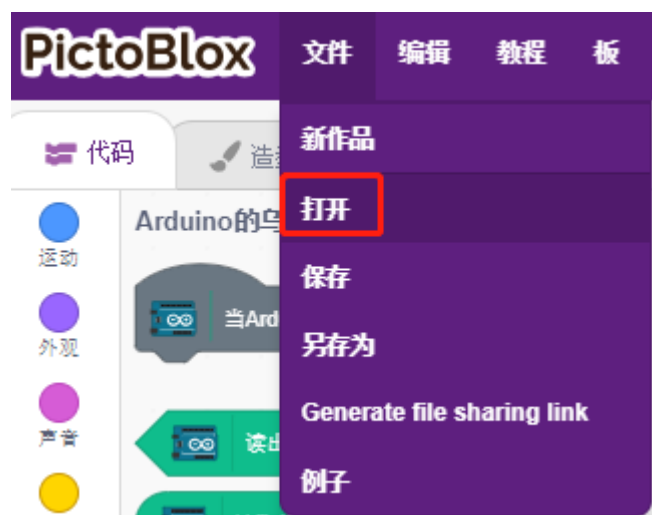 PictoBlox 文件 编辑 教程 板
代码 造
新作品
打开
保存
另存为
Generate file sharing link
例子
Arduino的乌
运动
外观
声音
当Ard
读出